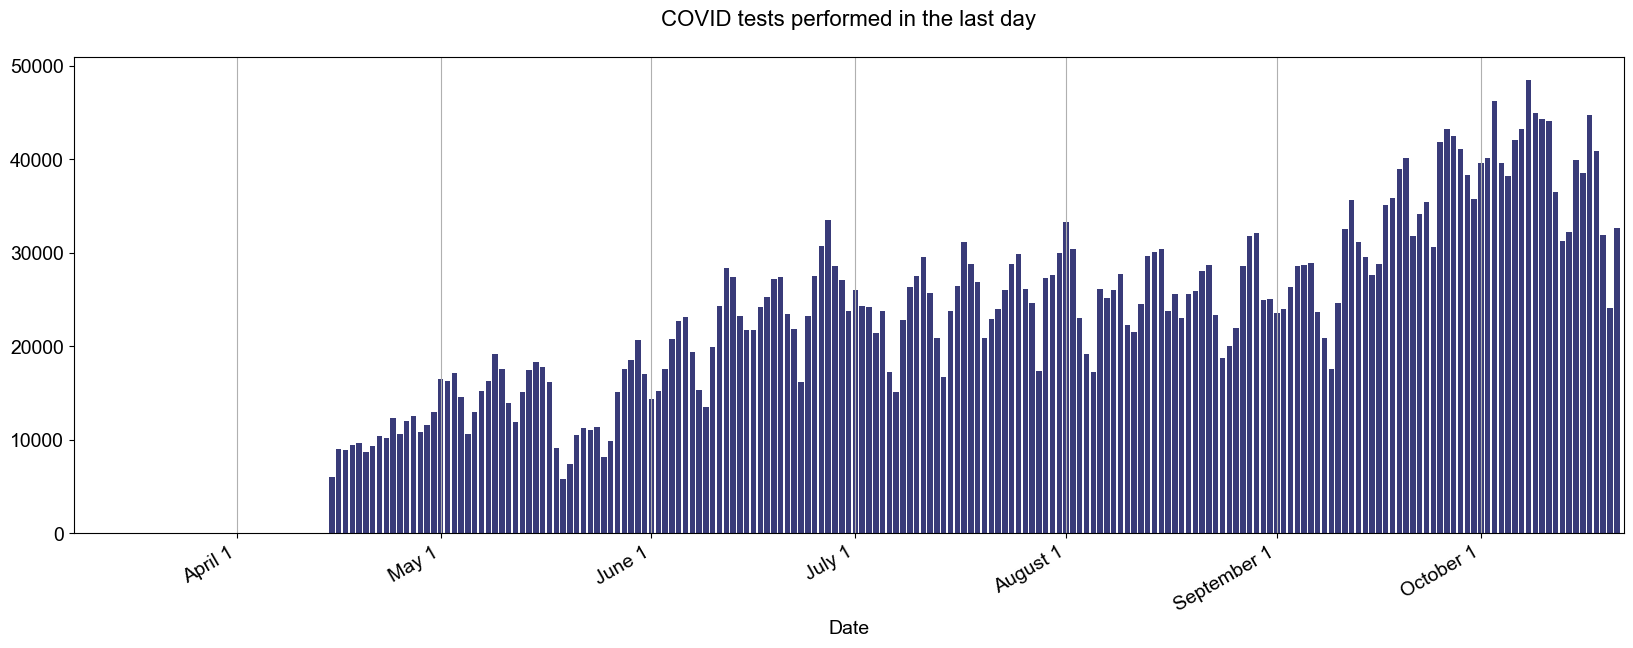 COVID tests performed in the last day
50000
40000
30000
20000
10000
0
April 1
May 1
June 1
July 1
August 1
September 1
October 1
Date